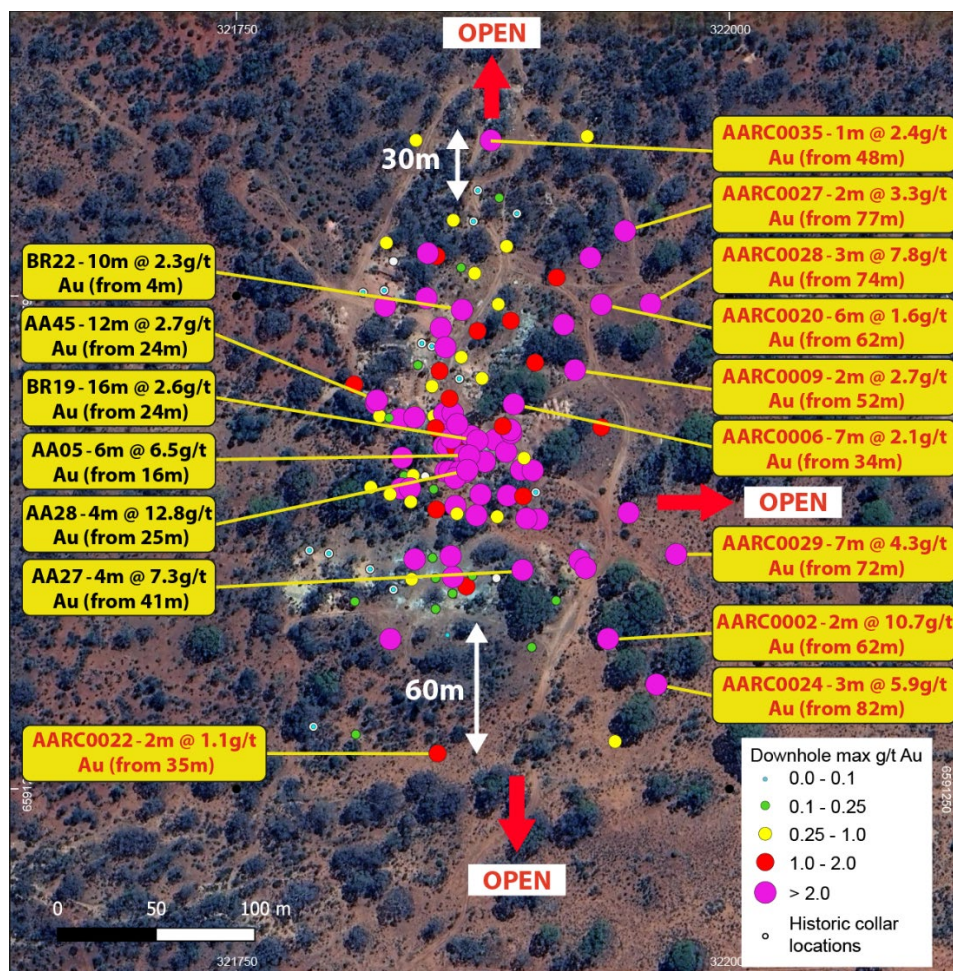 321750
322000
OPEN
30m
AARC0035 - 1m @ 2.4g/t
Au (from 48m)
AARC0027 - 2m @ 3.3g/t
Au (from 77m)
AARC0028 - 3m @ 7.8g/t
Au (from 74m)
AARC0020 - 6m @ 1.6g/t
Au (from 62m)
AARC0009 - 2m @ 2.7g/t
Au (from 52m)
AARC0006 - 7m @ 2.1g/t
Au (from 34m)
BR22 - 10m @ 2.3g/t
Au (from 4m)
AA45 - 12m @ 2.7g/t
Au (from 24m)
BR19 - 16m @ 2.6g/t
Au (from 24m)
AA05 - 6m @ 6.5g/t
Au (from 16m)
AA28 - 4m @ 12.8g/t
Au (from 25m)
AA27 - 4m @ 7.3g/t
Au (from 41m)
OPEN
AARC0029 - 7m @ 4.3g/t
Au (from 72m)
AARC0002 - 2m @ 10.7g/t
Au (from 62m)
AARC0024 - 3m @ 5.9g/t
Au (from 82m)
60m
AARC0022 - 2m @ 1.1g/t
Au (from 35m)
6591250
OPEN
0 50 100 m
Downhole max g/t Au
0.0 - 0.1
0.1 - 0.25
0.25 - 1.0
1.0 - 2.0
> 2.0
Historic collar
locations
321750
322000